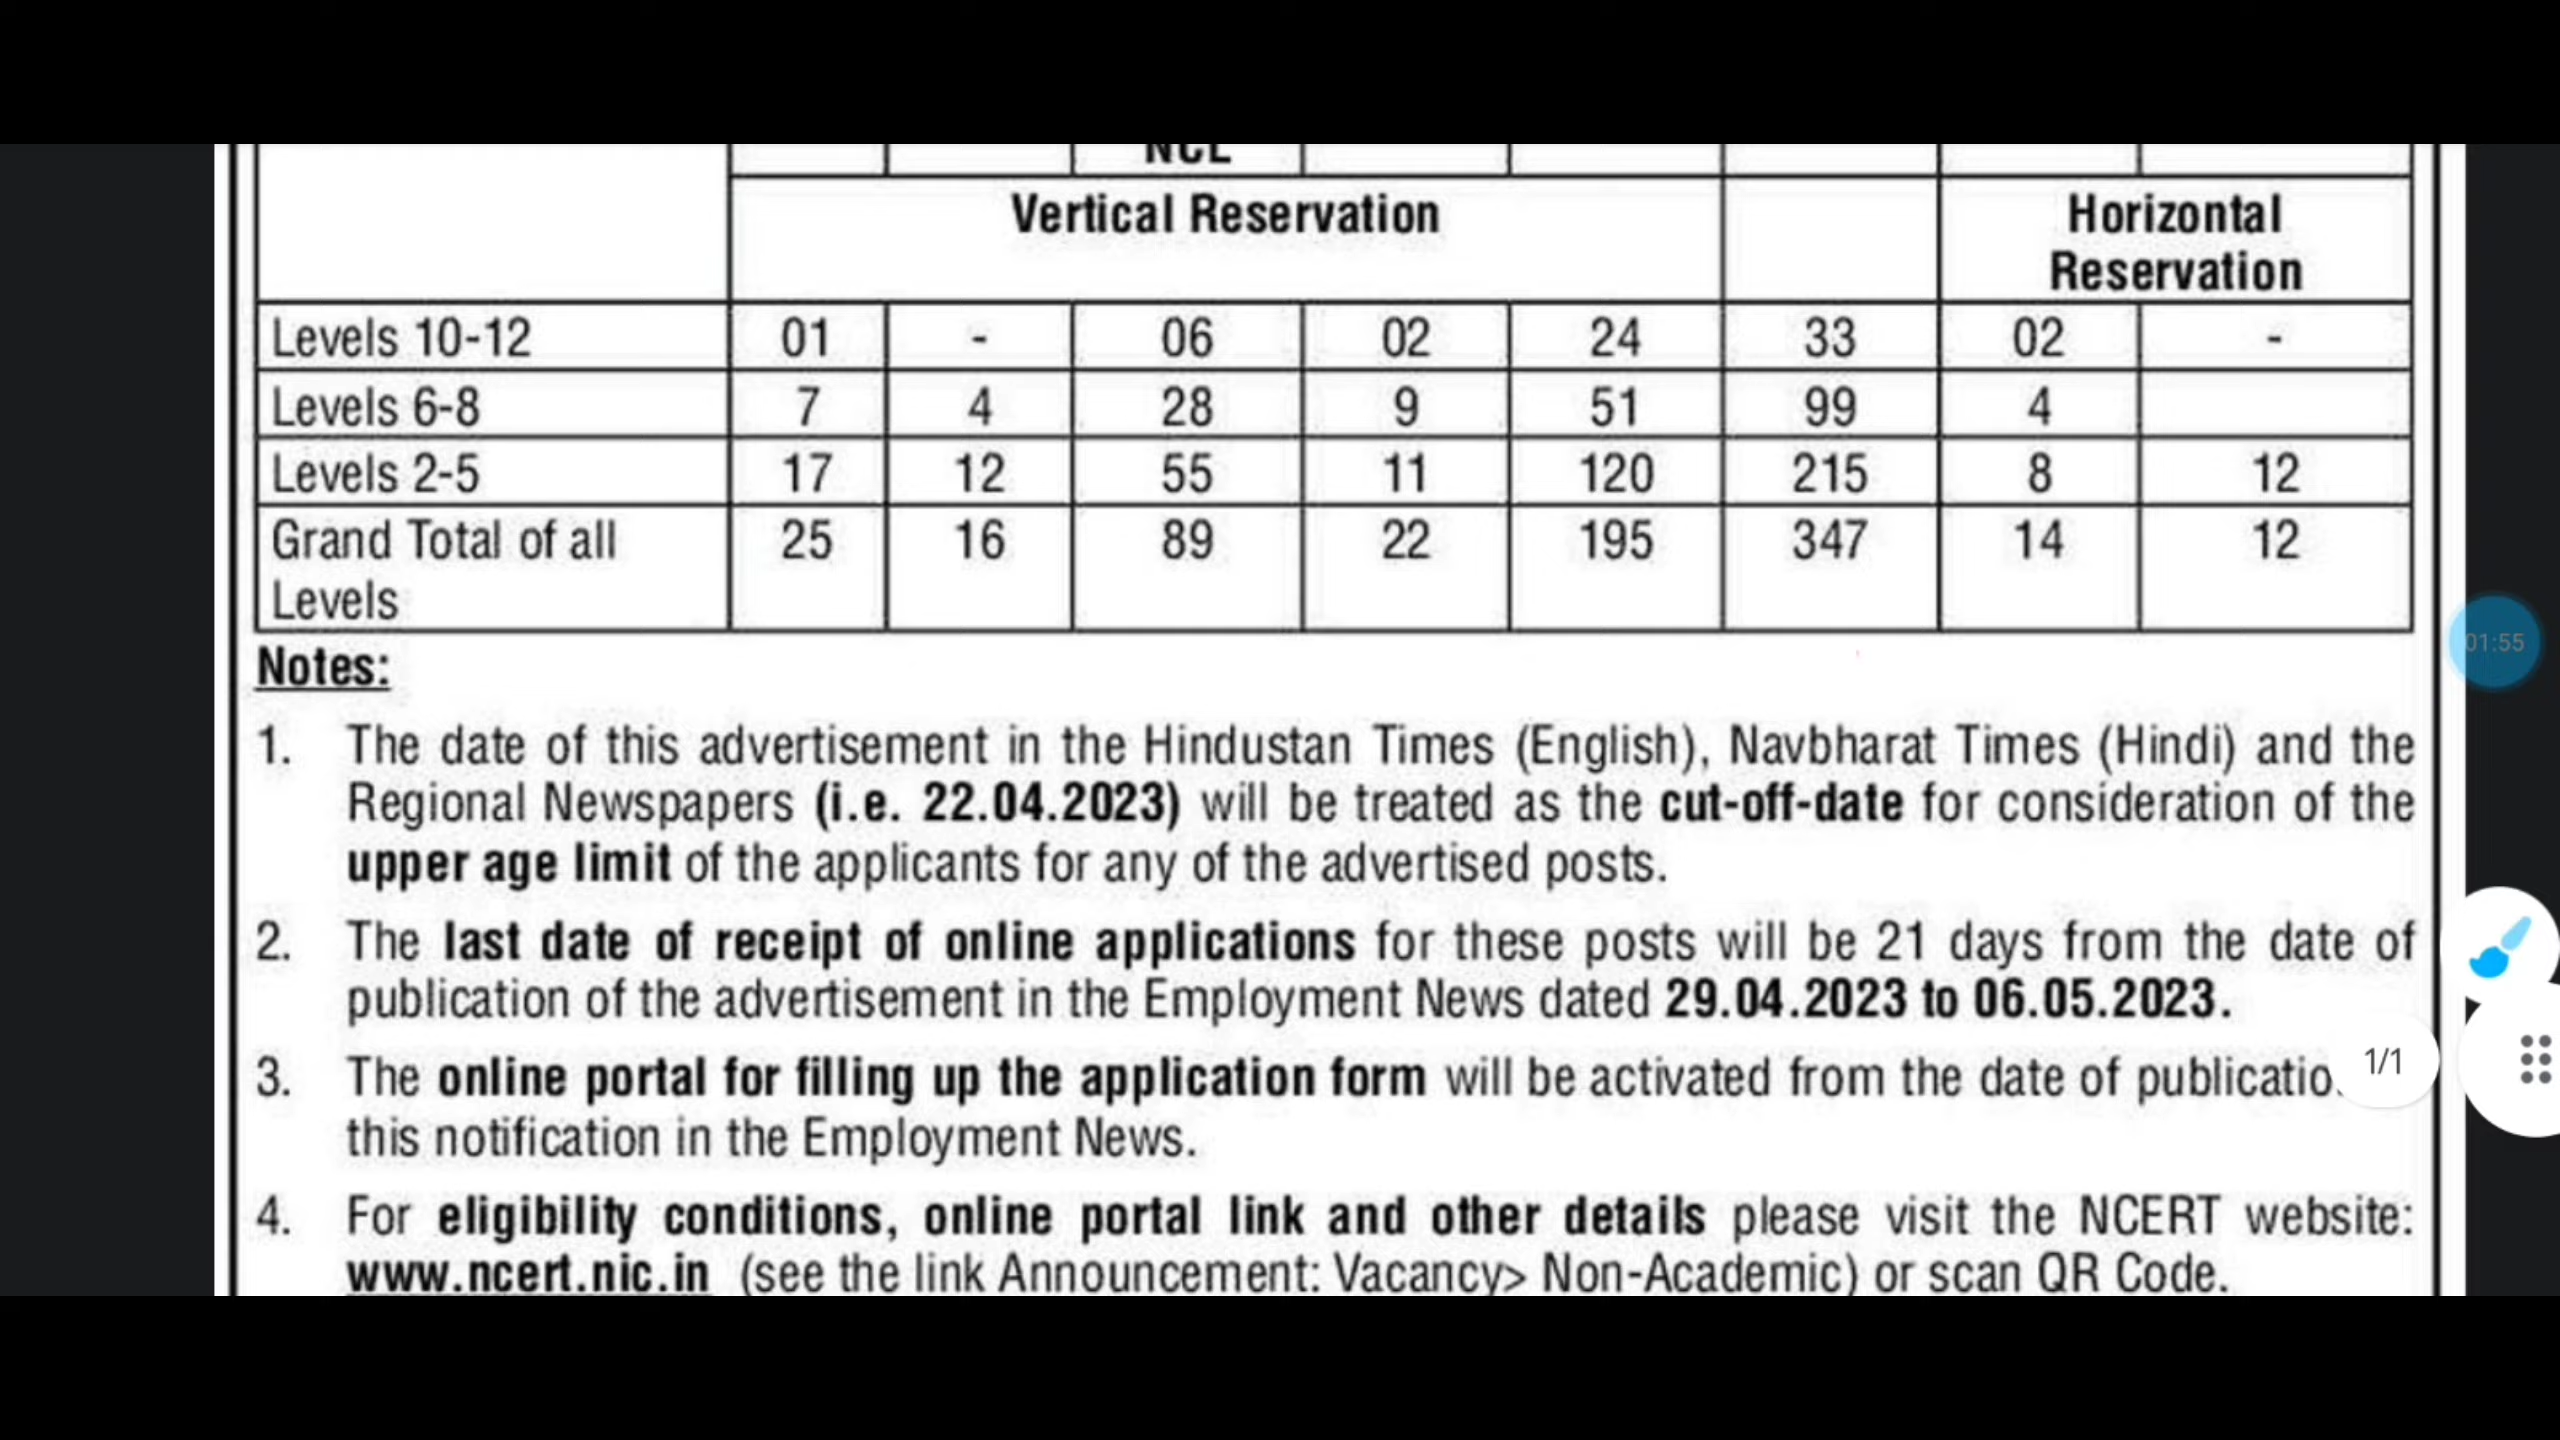 NCL
Vertical Reservation
Horizontal
Reservation
Levels 10-12 01 - 06 02 24 33 02 -
Levels 6-8 7 4 28 9 51 99 4
Levels 2-5 17 12 55 11 120 215 8 12
Grand Total of all 25 16 89 22 195 347 14 12
Levels
Notes:
01:55
1. The date of this advertisement in the Hindustan Times (English), Navbharat Times (Hindi) and the
Regional Newspapers (i.e. 22.04.2023) will be treated as the cut-off-date for consideration of the
upper age limit of the applicants for any of the advertised posts.
2. The last date of receipt of online applications for these posts will be 21 days from the date of
publication of the advertisement in the Employment News dated 29.04.2023 to 06.05.2023.
3. The online portal for filling up the application form will be activated from the date of publicatio
1/1
this notification in the Employment News.
4. For eligibility conditions, online portal link and other details please visit the NCERT website:
www.ncert.nic.in (see the link Announcement: Vacancy> Non-Academic) or scan QR Code.